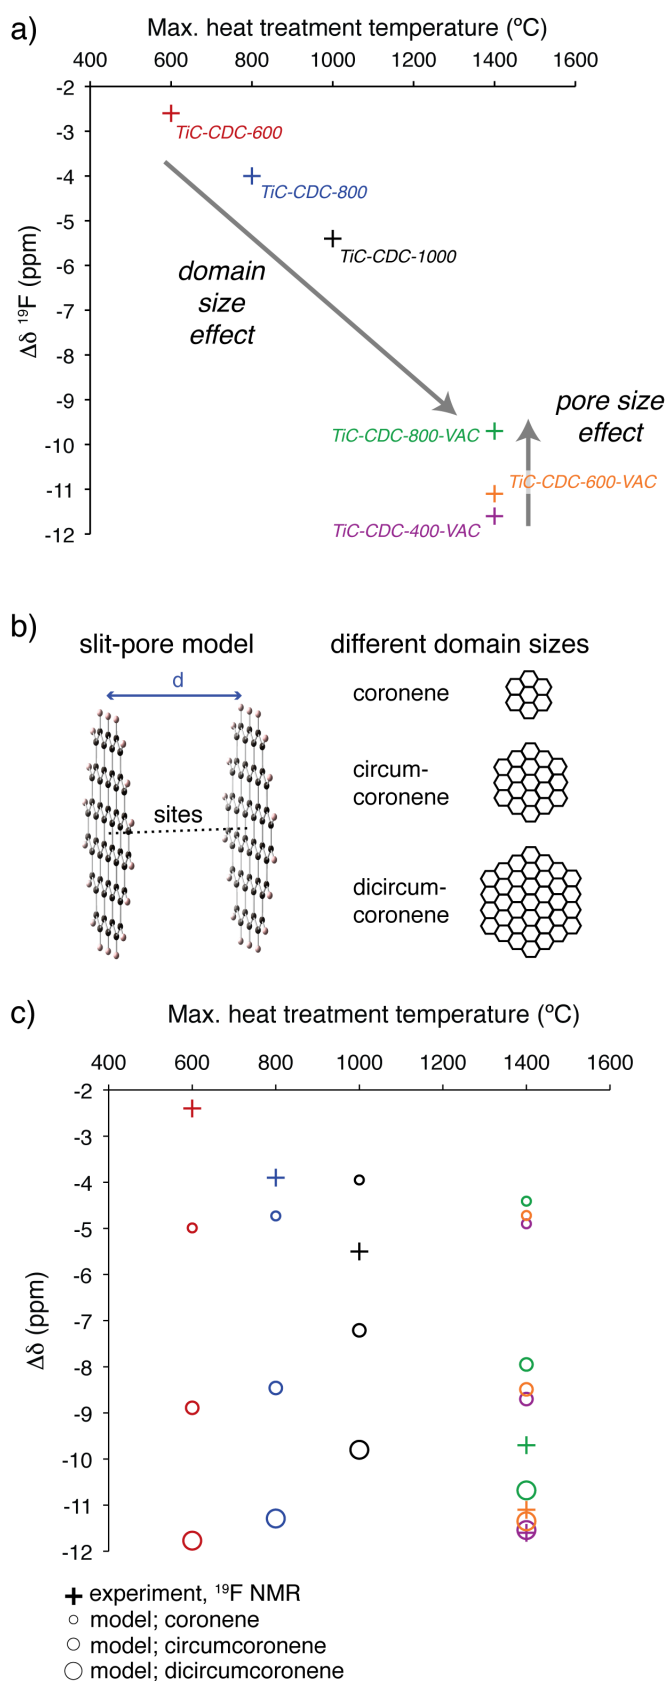 a)
Max. heat treatment temperature (ºC)
400 600 800 1000 1200 1400 1600
-2
-3
TiC-CDC-600
-4
TiC-CDC-800
-5
TiC-CDC-1000
-6
domain
size
effect
-7
Δδ ¹⁹F (ppm)
-8
-9
pore size
effect
TiC-CDC-800-VAC
-10
TiC-CDC-600-VAC
-11
TiC-CDC-400-VAC
-12
b)
slit-pore model
d
sites
different domain sizes
coronene
circum-
coronene
dicircum-
coronene
c)
Max. heat treatment temperature (ºC)
400 600 800 1000 1200 1400 1600
-2
-3
-4
-5
-6
-7
Δδ (ppm)
-8
-9
-10
-11
-12
experiment, ¹⁹F NMR
model; coronene
model; circumcoronene
model; dicircumcoronene